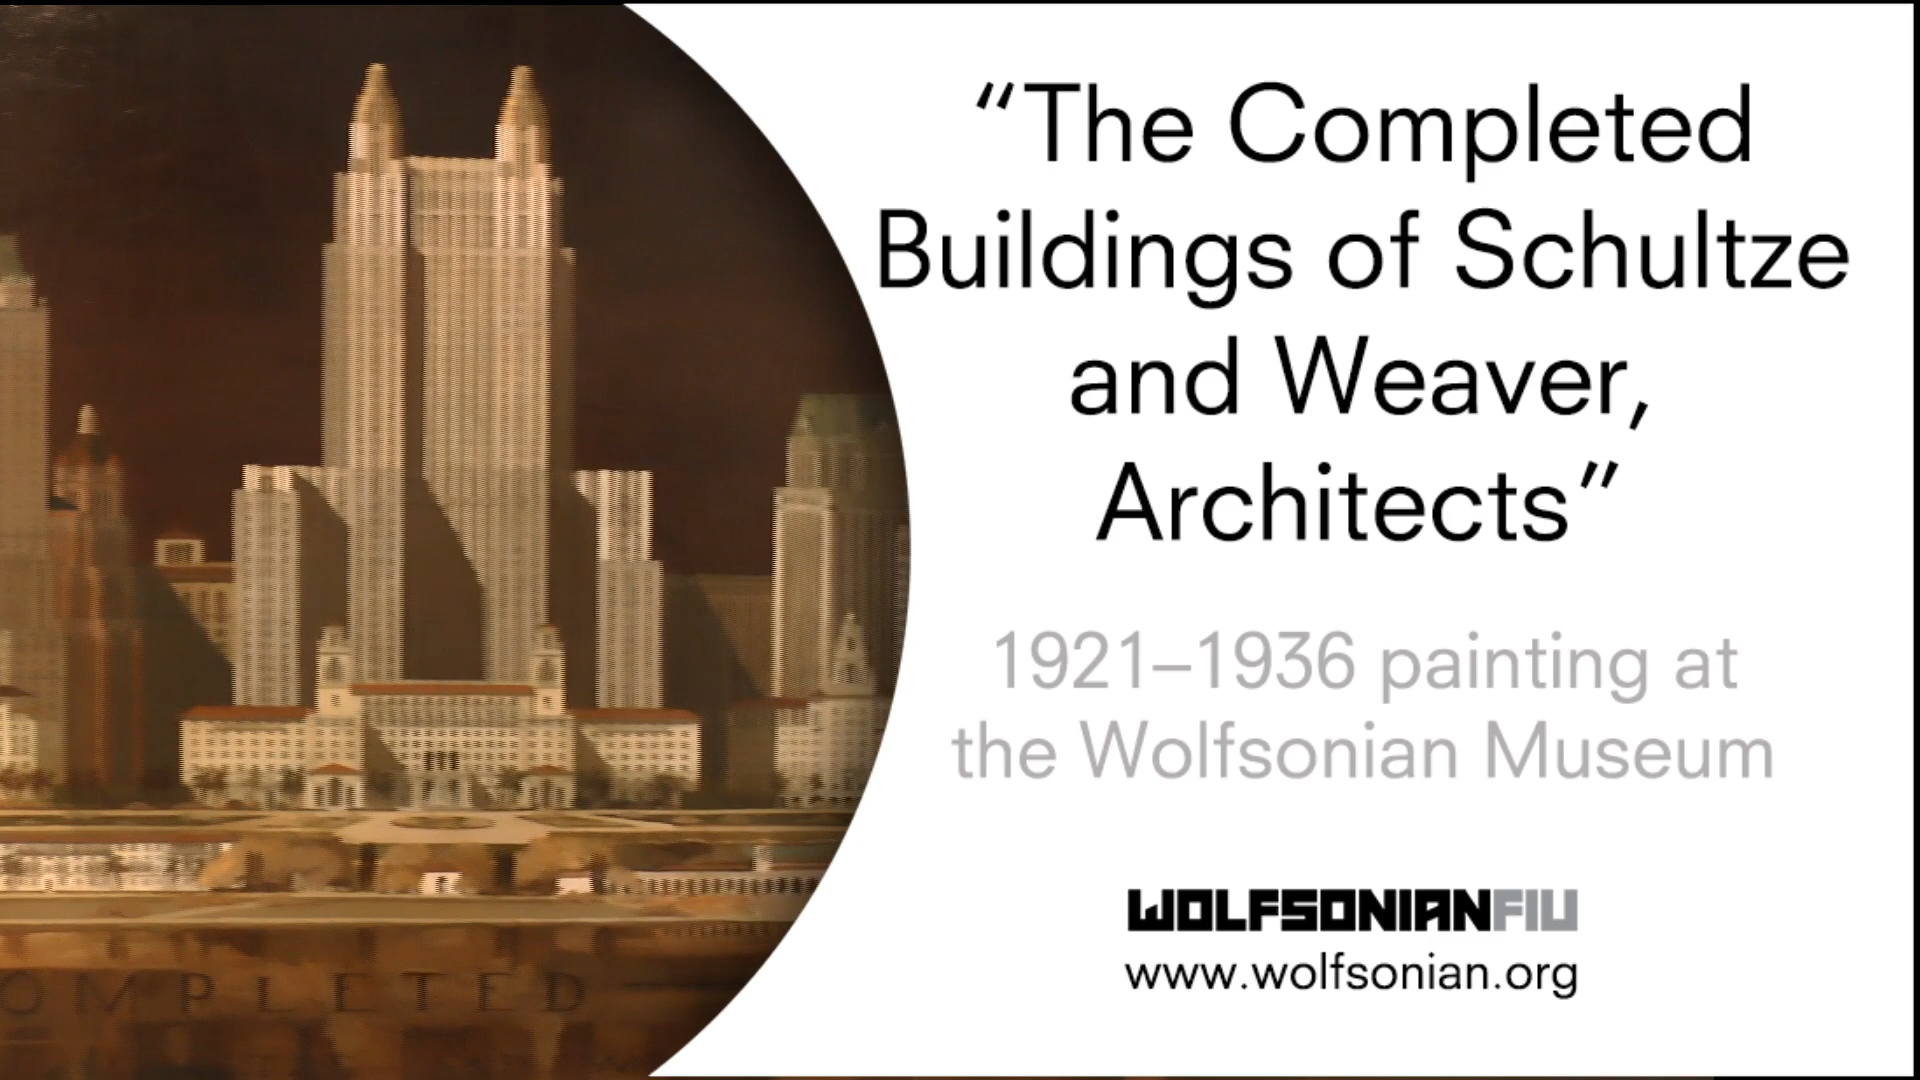 “The Completed
Buildings of Schultze
and Weaver,
Architects”
1921–1936 painting at
the Wolfsonian Museum
WOLFSONIANFIU
www.wolfsonian.org
OMPLETED